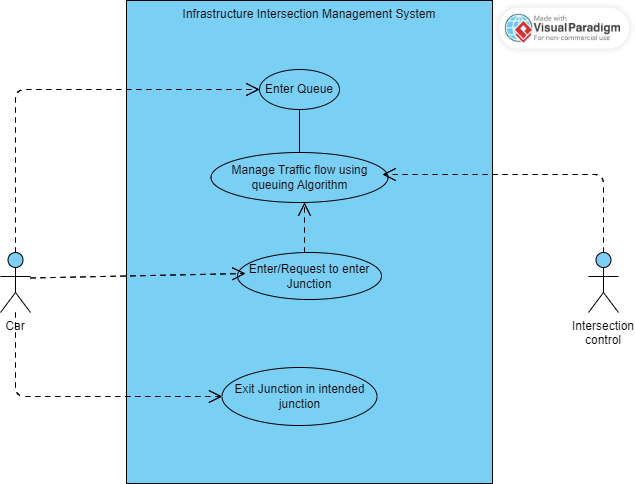 Infrastructure Intersection Management System
Made with
Visual Paradigm
For non-commercial use
Enter Queue
Manage Traffic flow using
queuing Algorithm
Enter/Request to enter
Junction
Car
Intersection
control
Exit Junction in intended
junction